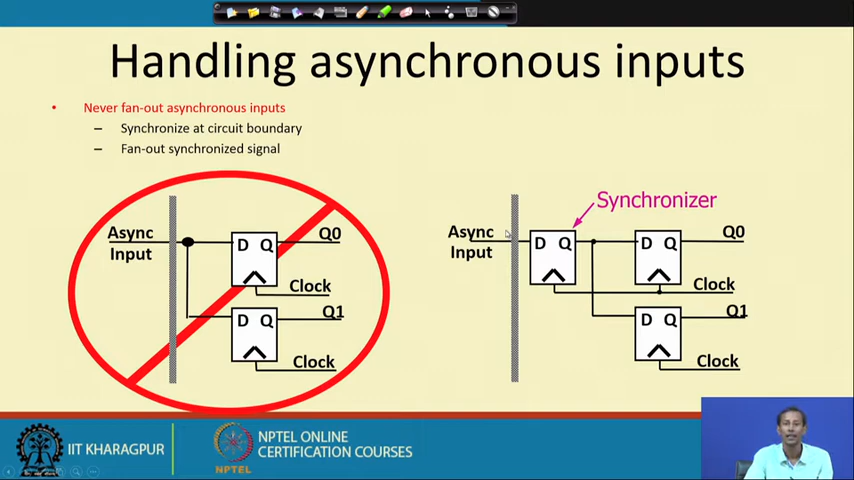 Handling asynchronous inputs
• Never fan-out asynchronous inputs
– Synchronize at circuit boundary
– Fan-out synchronized signal
Async
Input
D Q
Q0
Clock
D Q
Q1
Clock
Synchronizer
Async
Input
D Q
D Q
Q0
Clock
D Q
Q1
Clock
IIT KHARAGPUR
NPTEL
NPTEL ONLINE
CERTIFICATION COURSES